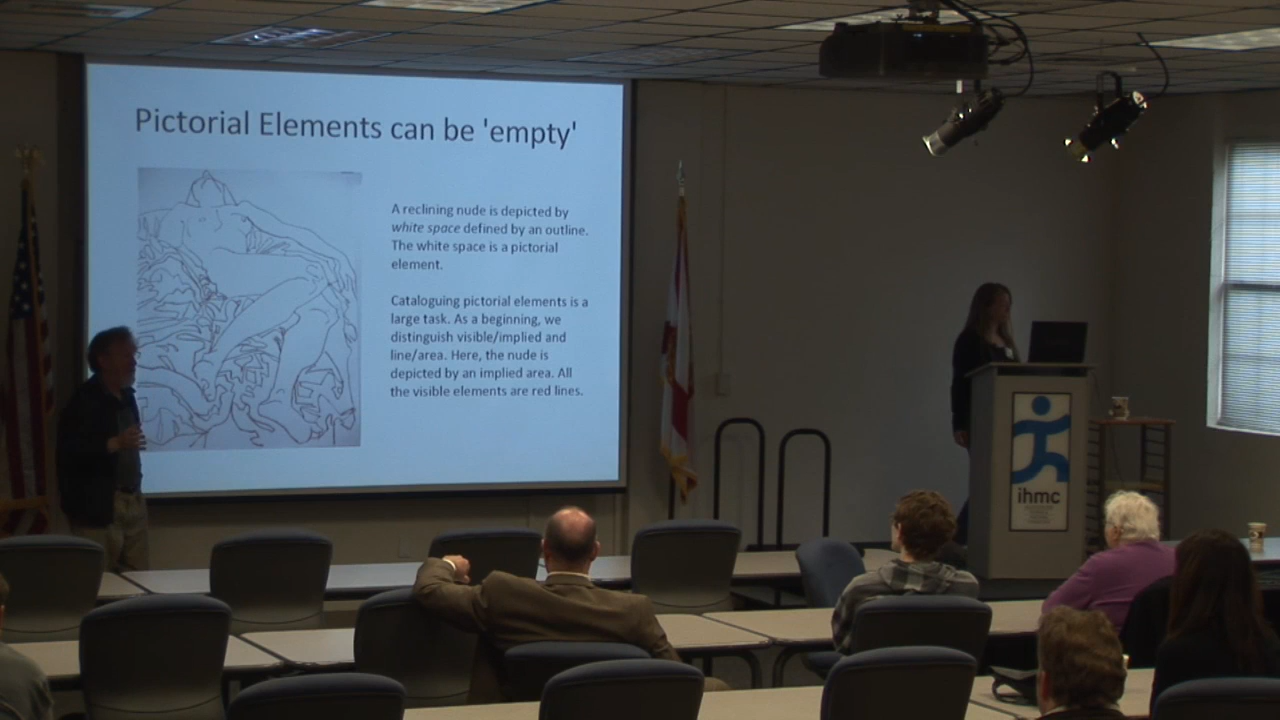 Pictorial Elements can be 'empty'
A reclining nude is depicted by
white space defined by an outline.
The white space is a pictorial
element.
Cataloguing pictorial elements is a
large task. As a beginning, we
distinguish visible/implied and
line/area. Here, the nude is
depicted by an implied area. All
the visible elements are red lines.
ihmc